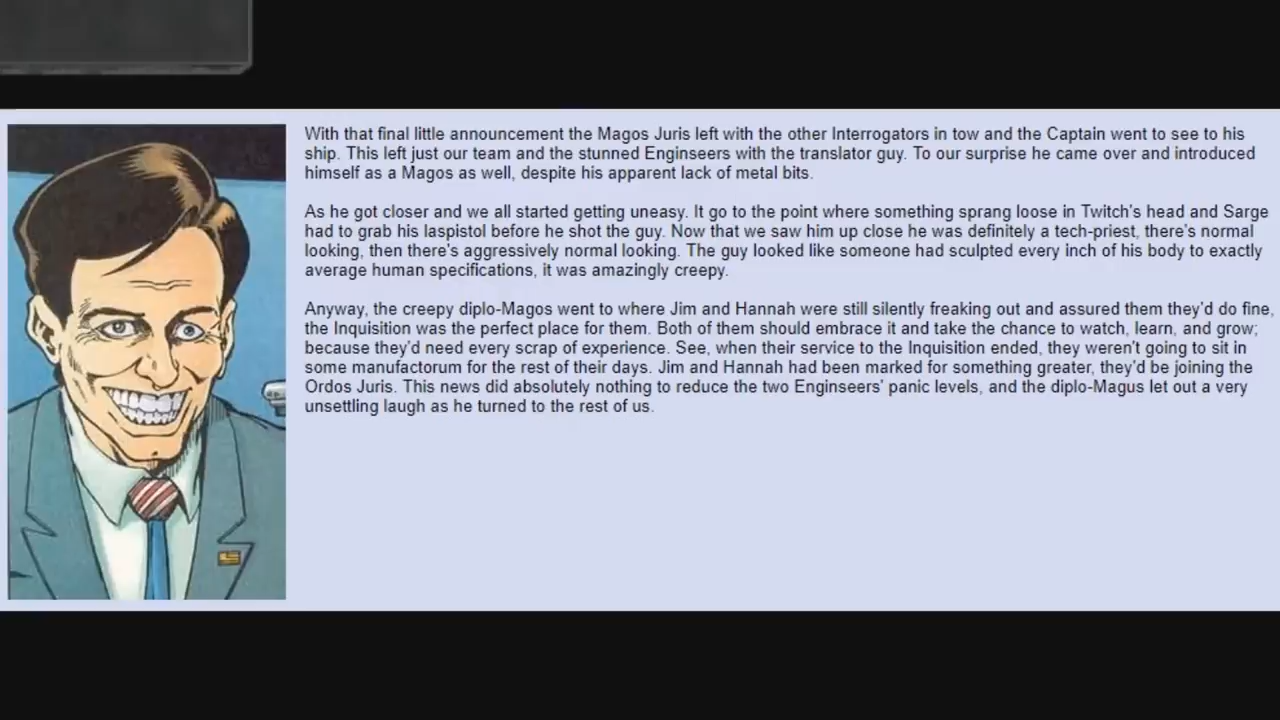 With that final little announcement the Magos Juris left with the other Interrogators in tow and the Captain went to see to his
ship. This left just our team and the stunned Engineers with the translator guy. To our surprise he came over and introduced
himself as a Magos as well, despite his apparent lack of metal bits.
As he got closer and we all started getting uneasy. It go to the point where something sprang loose in Twitch's head and Sarge
had to grab his laspistol before he shot the guy. Now that we saw him up close he was definitely a tech-priest, there's normal
looking, then there's aggressively normal looking. The guy looked like someone had sculpted every inch of his body to exactly
average human specifications, it was amazingly creepy.
Anyway, the creepy diplo-Magos went to where Jim and Hannah were still silently freaking out and assured them they'd do fine,
the Inquisition was the perfect place for them. Both of them should embrace it and take the chance to watch, learn, and grow;
because they'd need every scrap of experience. See, when their service to the Inquisition ended, they weren't going to sit in
some manufactorum for the rest of their days. Jim and Hannah had been marked for something greater, they'd be joining the
Ordos Juris. This news did absolutely nothing to reduce the two Engineers' panic levels, and the diplo-Magus let out a very
unsettling laugh as he turned to the rest of us.